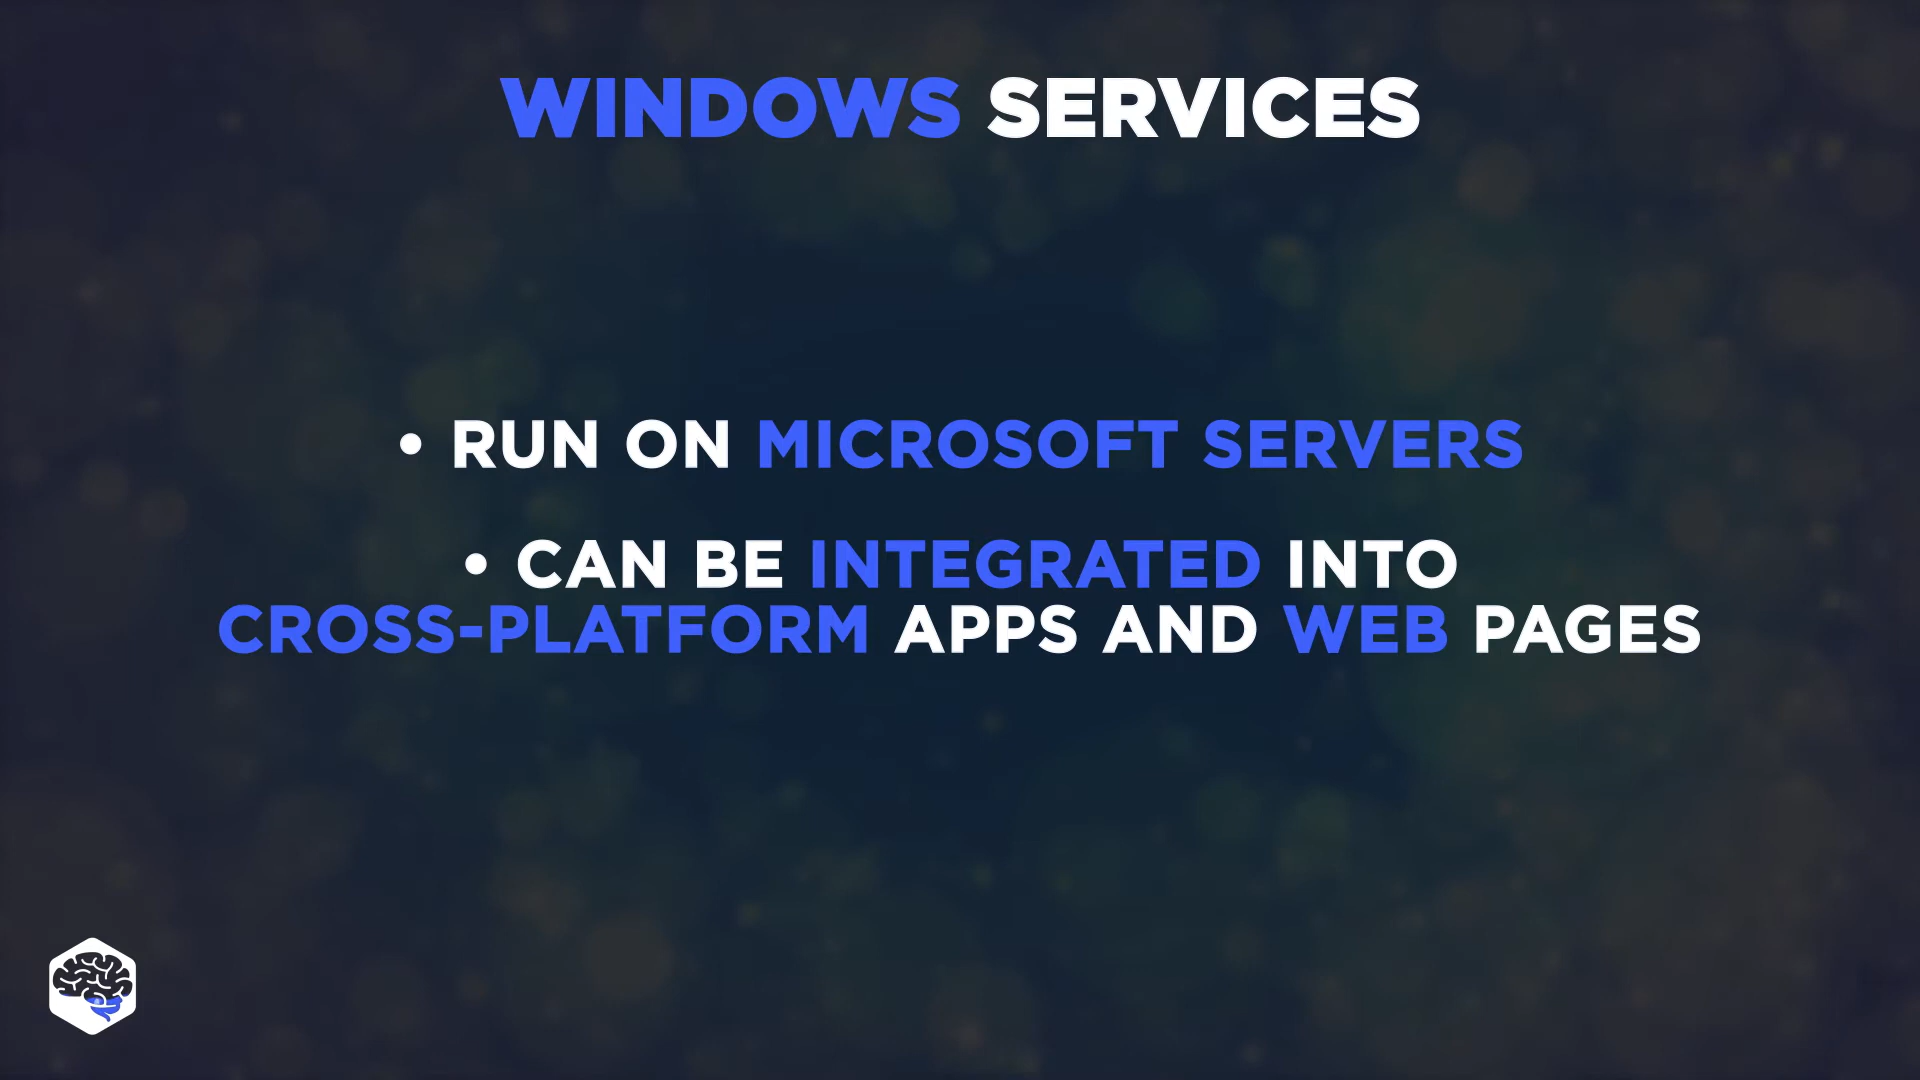 WINDOWS SERVICES
• RUN ON MICROSOFT SERVERS
• CAN BE INTEGRATED INTO
CROSS-PLATFORM APPS AND WEB PAGES